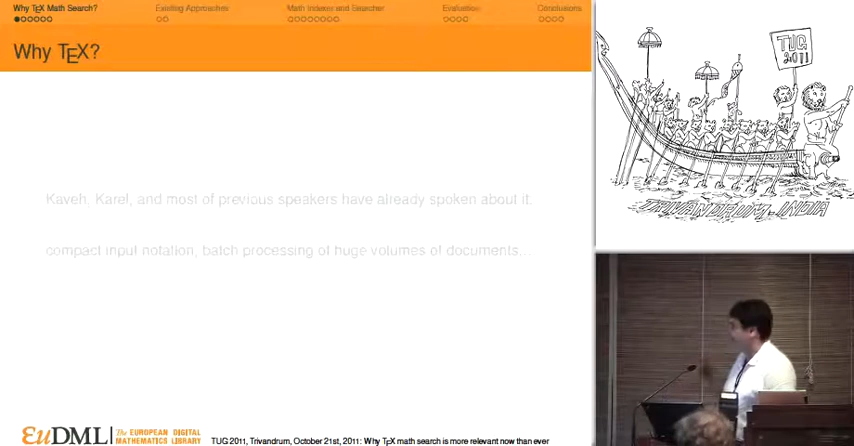 Why TEX Math Search?
Existing Approaches
Math Indexer and Searcher
Evaluation
Conclusions
Why TEX?
Kaveh, Karel, and most of previous speakers have already spoken about it:
compact input notation, batch processing of huge volumes of documents...
EuDML The EUROPEAN DIGITAL
MATHEMATICS LIBRARY
TUG 2011, Trivandrum, October 21st, 2011: Why TEX math search is more relevant now than ever
TUG
2011
TRIVANDRUM-INDIA